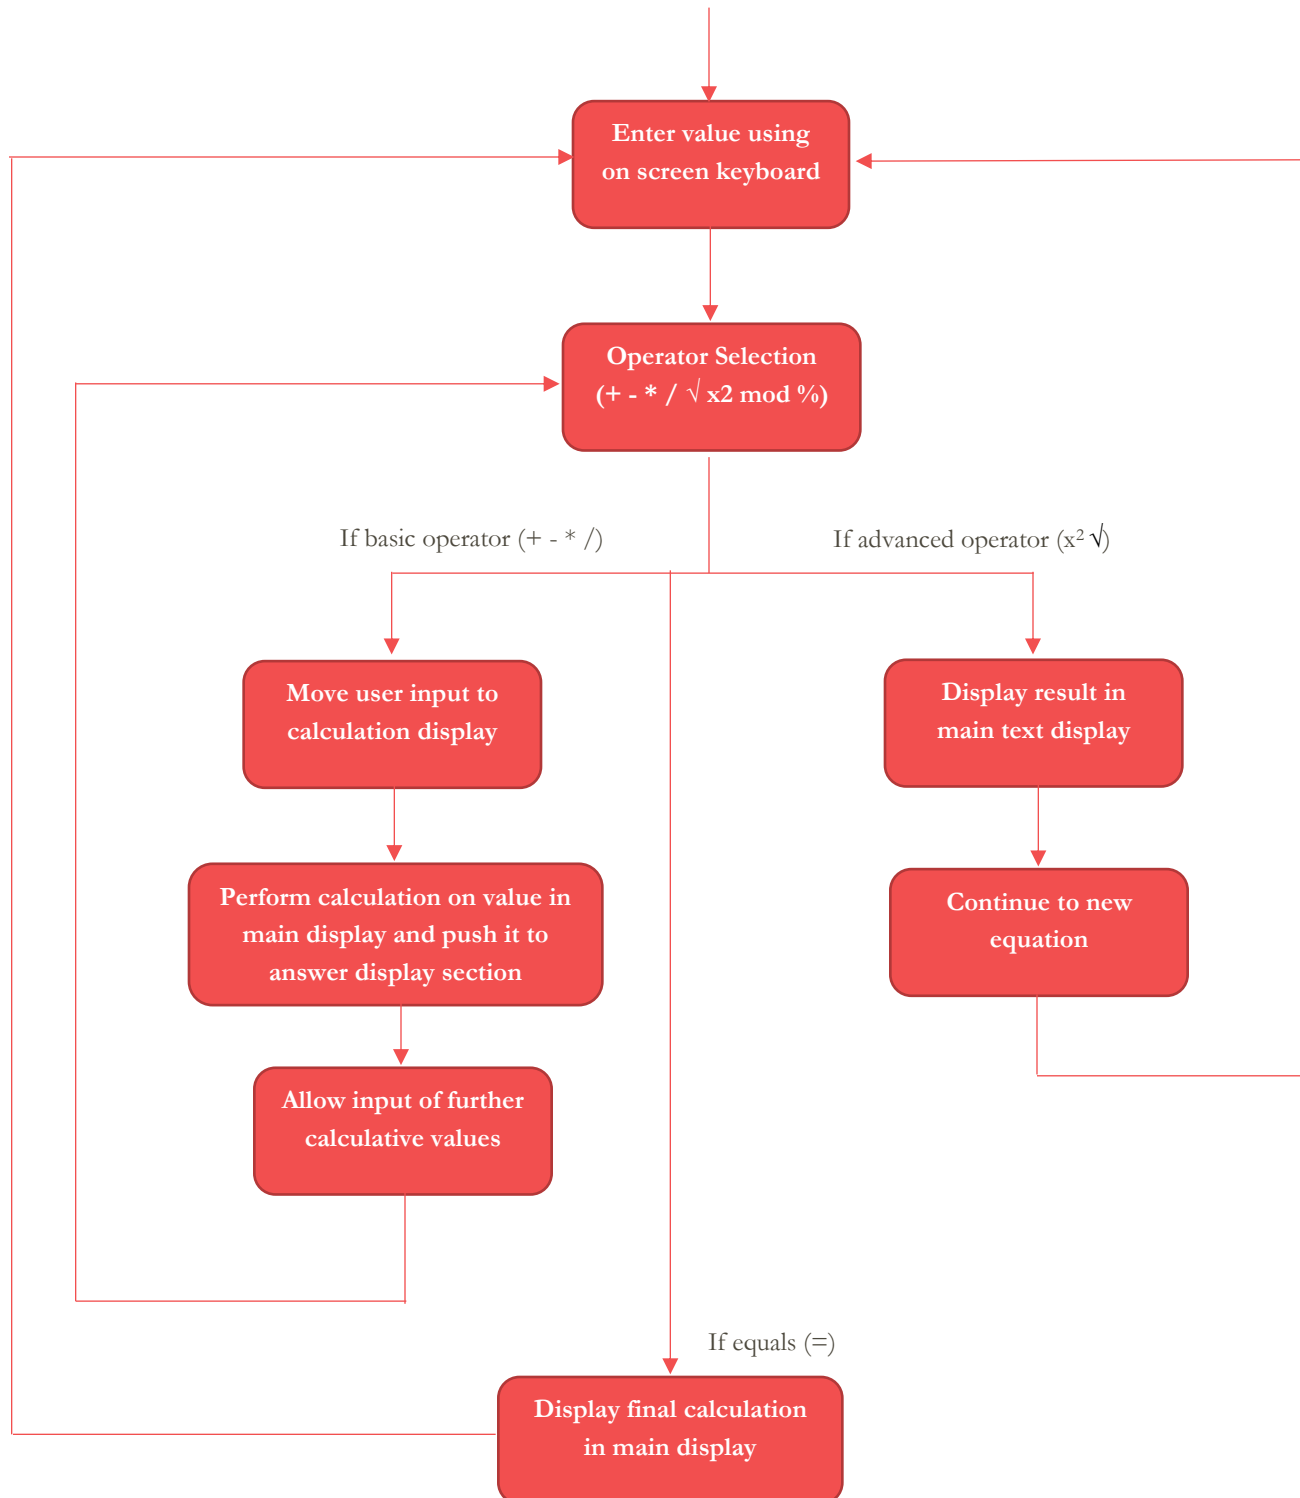 Enter value using
on screen keyboard
Operator Selection
(+ - * / √ x2 mod %)
If basic operator (+ - * /)
If advanced operator (x² √)
Move user input to
calculation display
Display result in
main text display
Perform calculation on value in
main display and push it to
answer display section
Continue to new
equation
Allow input of further
calculative values
If equals (=)
Display final calculation
in main display